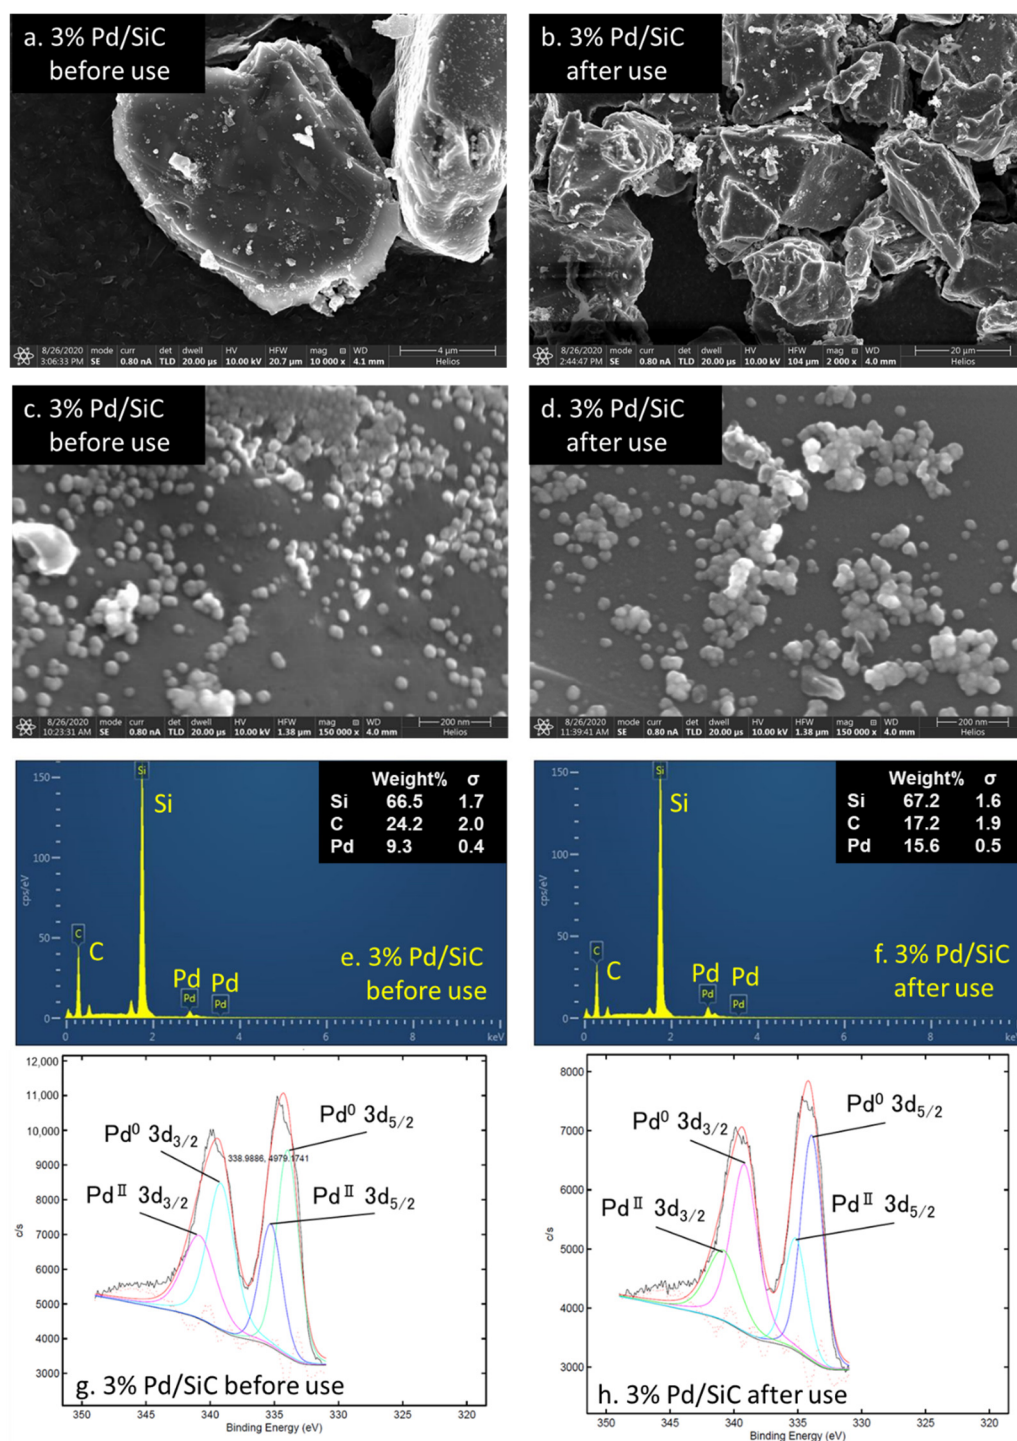 a. 3% Pd/SiC
before use
8/26/2020 mode curr det dwell HV HFW mag WD 4 µm
3:06:33 PM SE 0.80 nA TLD 20.00 µs 10.00 kV 20.7 µm 10 000 x 4.1 mm Helios
b. 3% Pd/SiC
after use
8/26/2020 mode curr det dwell HV HFW mag WD 20 µm
2:44:47 PM SE 0.80 nA TLD 20.00 µs 10.00 kV 104 µm 2 000 x 4.0 mm Helios
c. 3% Pd/SiC
before use
8/26/2020 mode curr det dwell HV HFW mag WD 200 nm
10:23:31 AM SE 0.80 nA TLD 20.00 µs 10.00 kV 1.38 µm 150 000 x 4.0 mm Helios
d. 3% Pd/SiC
after use
8/26/2020 mode curr det dwell HV HFW mag WD 200 nm
11:39:41 AM SE 0.80 nA TLD 20.00 µs 10.00 kV 1.38 µm 150 000 x 4.0 mm Helios
Weight% σ
Si 66.5 1.7
C 24.2 2.0
Pd 9.3 0.4
150
100
50
0
cps/eV
Si
Si
C
C
Pd
Pd
Pd
Pd
e. 3% Pd/SiC
before use
0 2 4 6 8 keV
Weight% σ
Si 67.2 1.6
C 17.2 1.9
Pd 15.6 0.5
150
100
50
0
cps/eV
Si
Si
C
C
Pd
Pd
Pd
Pd
f. 3% Pd/SiC
after use
0 2 4 6 8 keV
12,000
11,000
10,000
9000
8000
7000
6000
5000
4000
3000
c/s
Pd⁰ 3d₃/₂
Pd⁰ 3d₅/₂
338.9886, 4979.1741
Pdᴵᴵ 3d₃/₂
Pdᴵᴵ 3d₅/₂
g. 3% Pd/SiC before use
350 345 340 335 330 325 320
Binding Energy (eV)
8000
7000
6000
5000
4000
3000
c/s
Pd⁰ 3d₃/₂
Pd⁰ 3d₅/₂
Pdᴵᴵ 3d₃/₂
Pdᴵᴵ 3d₅/₂
h. 3% Pd/SiC after use
350 345 340 335 330 325 320
Binding Energy (eV)